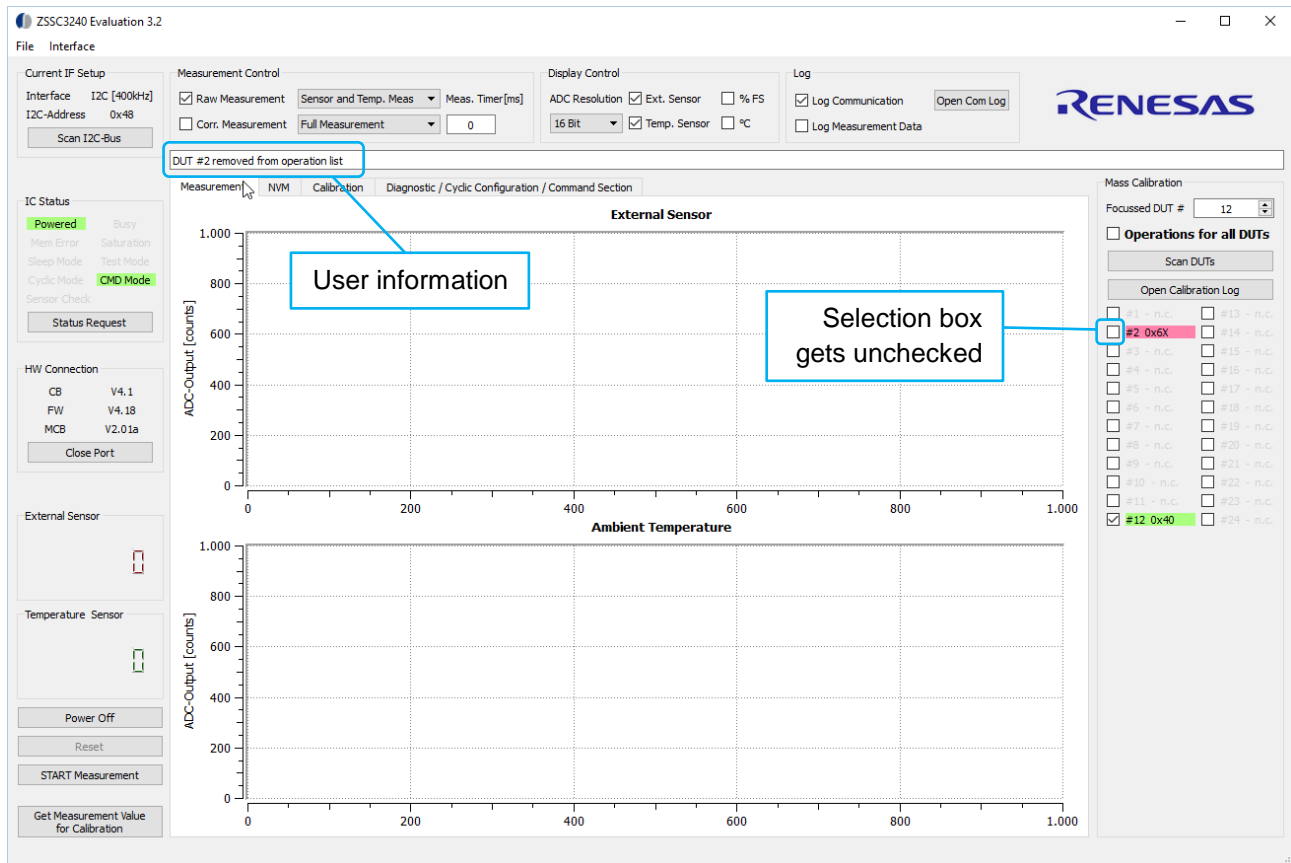 ZSSC3240 Evaluation 3.2
File Interface
Current IF Setup
Interface I2C [400kHz]
I2C-Address 0x48
Scan I2C-Bus
Measurement Control
Raw Measurement Sensor and Temp. Meas Meas. Timer[ms]
Corr. Measurement Full Measurement 0
Display Control
ADC Resolution Ext. Sensor % FS
16 Bit Temp. Sensor °C
Log
Log Communication Open Com Log
Log Measurement Data
RENESAS
DUT #2 removed from operation list
IC Status
Powered Busy
Mem Error Saturation
Sleep Mode Test Mode
Cyclic Mode CMD Mode
Sensor Check
Status Request
HW Connection
CB V4.1
FW V4.18
MCB V2.01a
Close Port
External Sensor
0
Temperature Sensor
0
Power Off
Reset
START Measurement
Get Measurement Value
for Calibration
Measurement NVM Calibration Diagnostic / Cyclic Configuration / Command Section
External Sensor
ADC-Output [counts]
1.000
800
600
400
200
0
0 200 400 600 800 1.000
User information
Selection box
gets unchecked
Ambient Temperature
ADC-Output [counts]
1.000
800
600
400
200
0
0 200 400 600 800 1.000
Mass Calibration
Focussed DUT # 12
Operations for all DUTs
Scan DUTs
Open Calibration Log
#1 - n.c. #13 - n.c.
#2 0x6X #14 - n.c.
#3 - n.c. #15 - n.c.
#4 - n.c. #16 - n.c.
#5 - n.c. #17 - n.c.
#6 - n.c. #18 - n.c.
#7 - n.c. #19 - n.c.
#8 - n.c. #20 - n.c.
#9 - n.c. #21 - n.c.
#10 - n.c. #22 - n.c.
#11 - n.c. #23 - n.c.
#12 0x40 #24 - n.c.